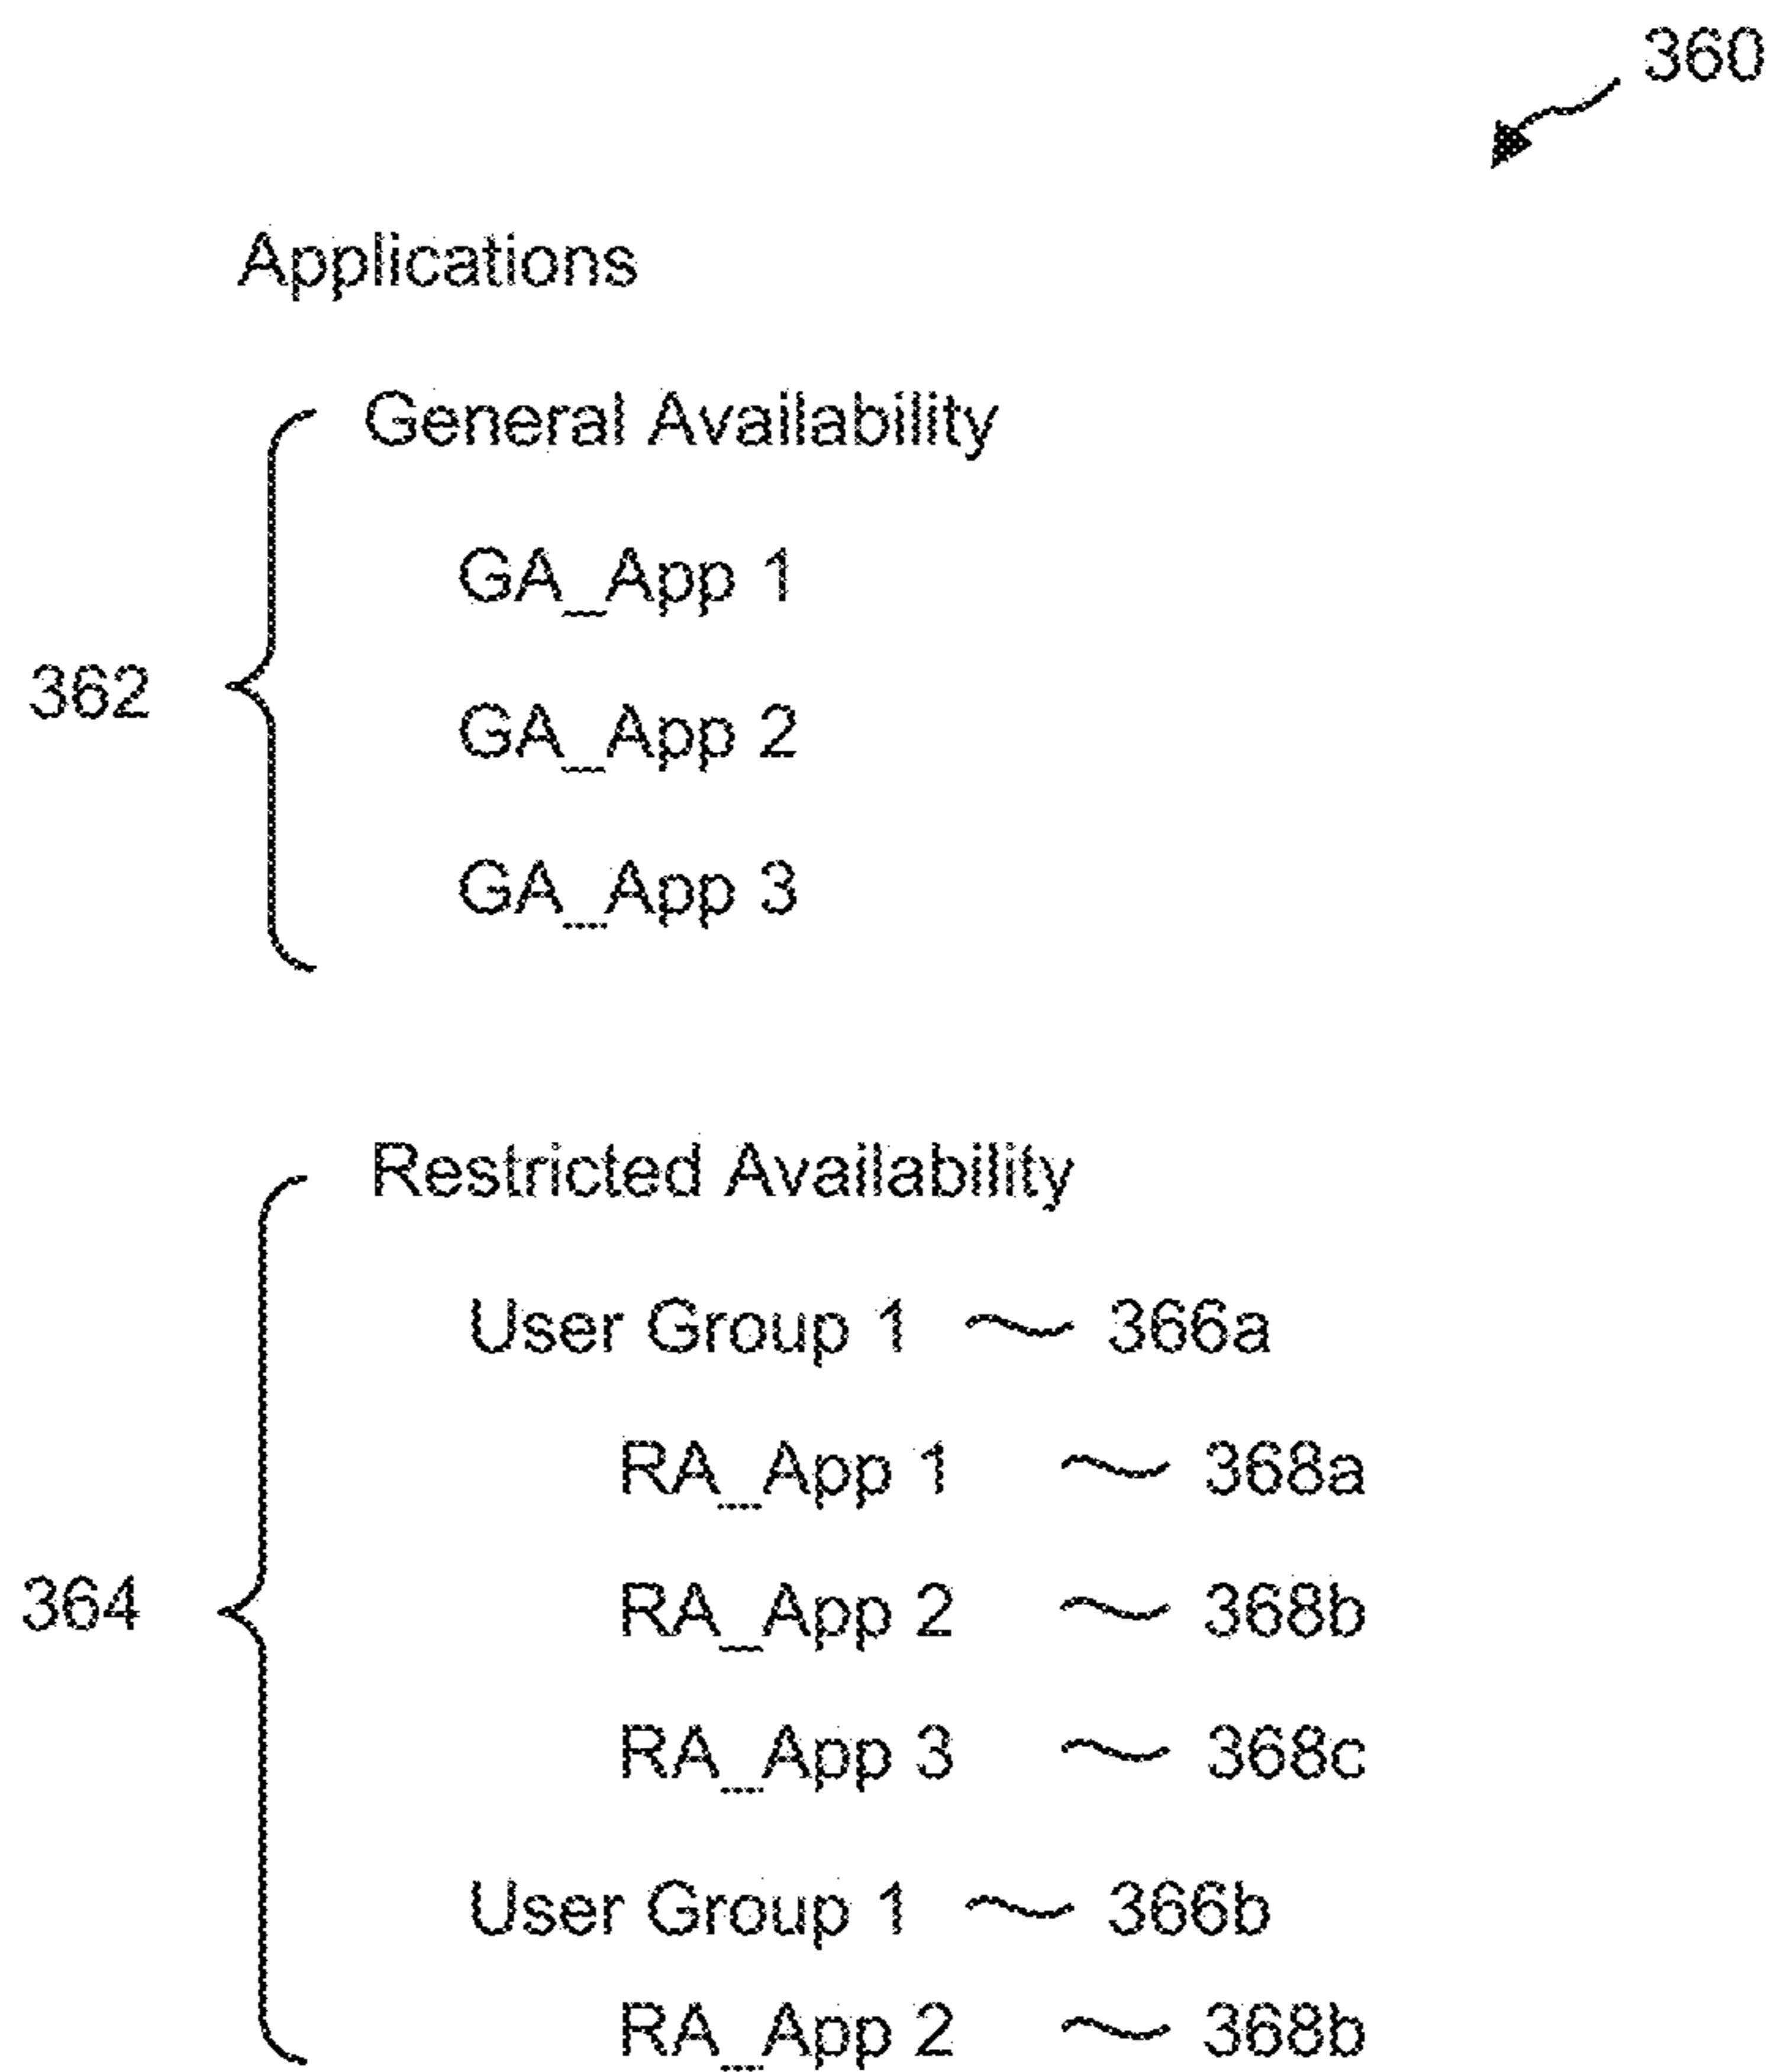 360
Applications
General Availability
GA_App 1
362
GA_App 2
GA_App 3
Restricted Availability
User Group 1 366a
RA_App 1 368a
364
RA_App 2 368b
RA_App 3 368c
User Group 1 366b
RA_App 2 368b